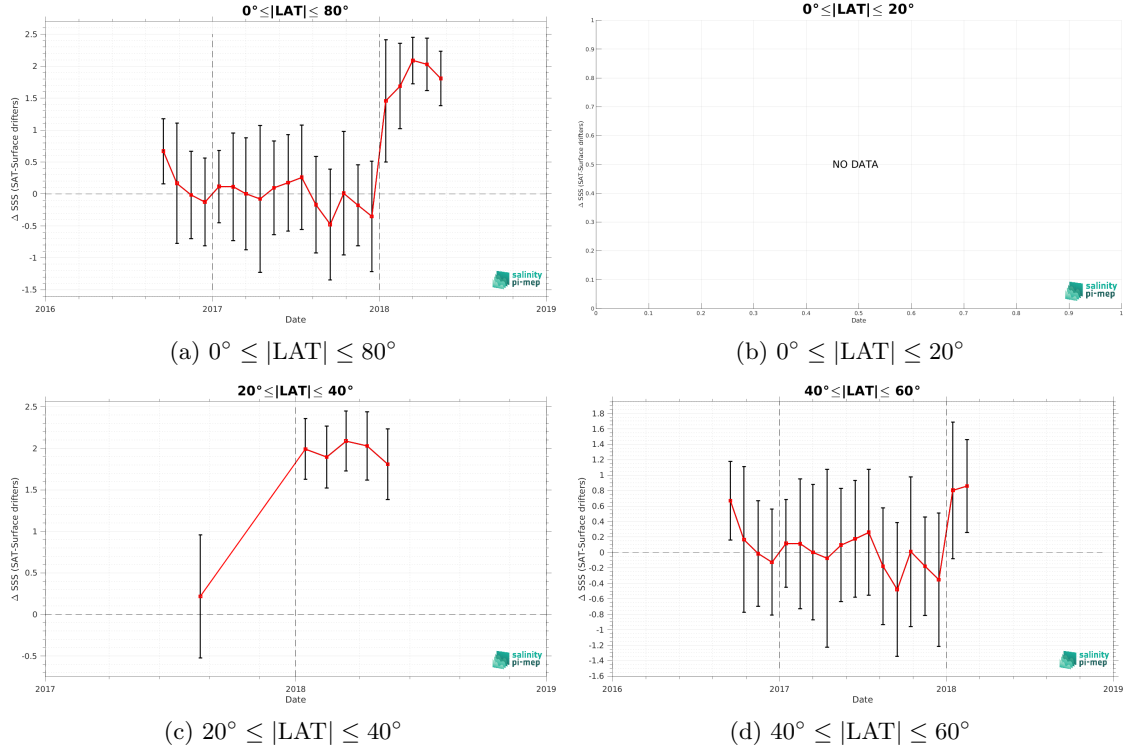 0°≤|LAT|≤ 80°
2.5
2
1.5
1
0.5
0
-0.5
-1
-1.5
Δ SSS (SAT-Surface drifters)
2016
2017
2018
2019
Date
salinity
pi-mep
(a) 0° ≤ |LAT| ≤ 80°
0°≤|LAT|≤ 20°
1
0.9
0.8
0.7
0.6
0.5
0.4
0.3
0.2
0.1
0
Δ SSS (SAT-Surface drifters)
NO DATA
0
0.1
0.2
0.3
0.4
0.5
0.6
0.7
0.8
0.9
1
Date
salinity
pi-mep
(b) 0° ≤ |LAT| ≤ 20°
20°≤|LAT|≤ 40°
2.5
2
1.5
1
0.5
0
-0.5
Δ SSS (SAT-Surface drifters)
2017
2018
2019
Date
salinity
pi-mep
(c) 20° ≤ |LAT| ≤ 40°
40°≤|LAT|≤ 60°
1.8
1.6
1.4
1.2
1
0.8
0.6
0.4
0.2
0
-0.2
-0.4
-0.6
-0.8
-1
-1.2
-1.4
-1.6
Δ SSS (SAT-Surface drifters)
2016
2017
2018
2019
Date
salinity
pi-mep
(d) 40° ≤ |LAT| ≤ 60°